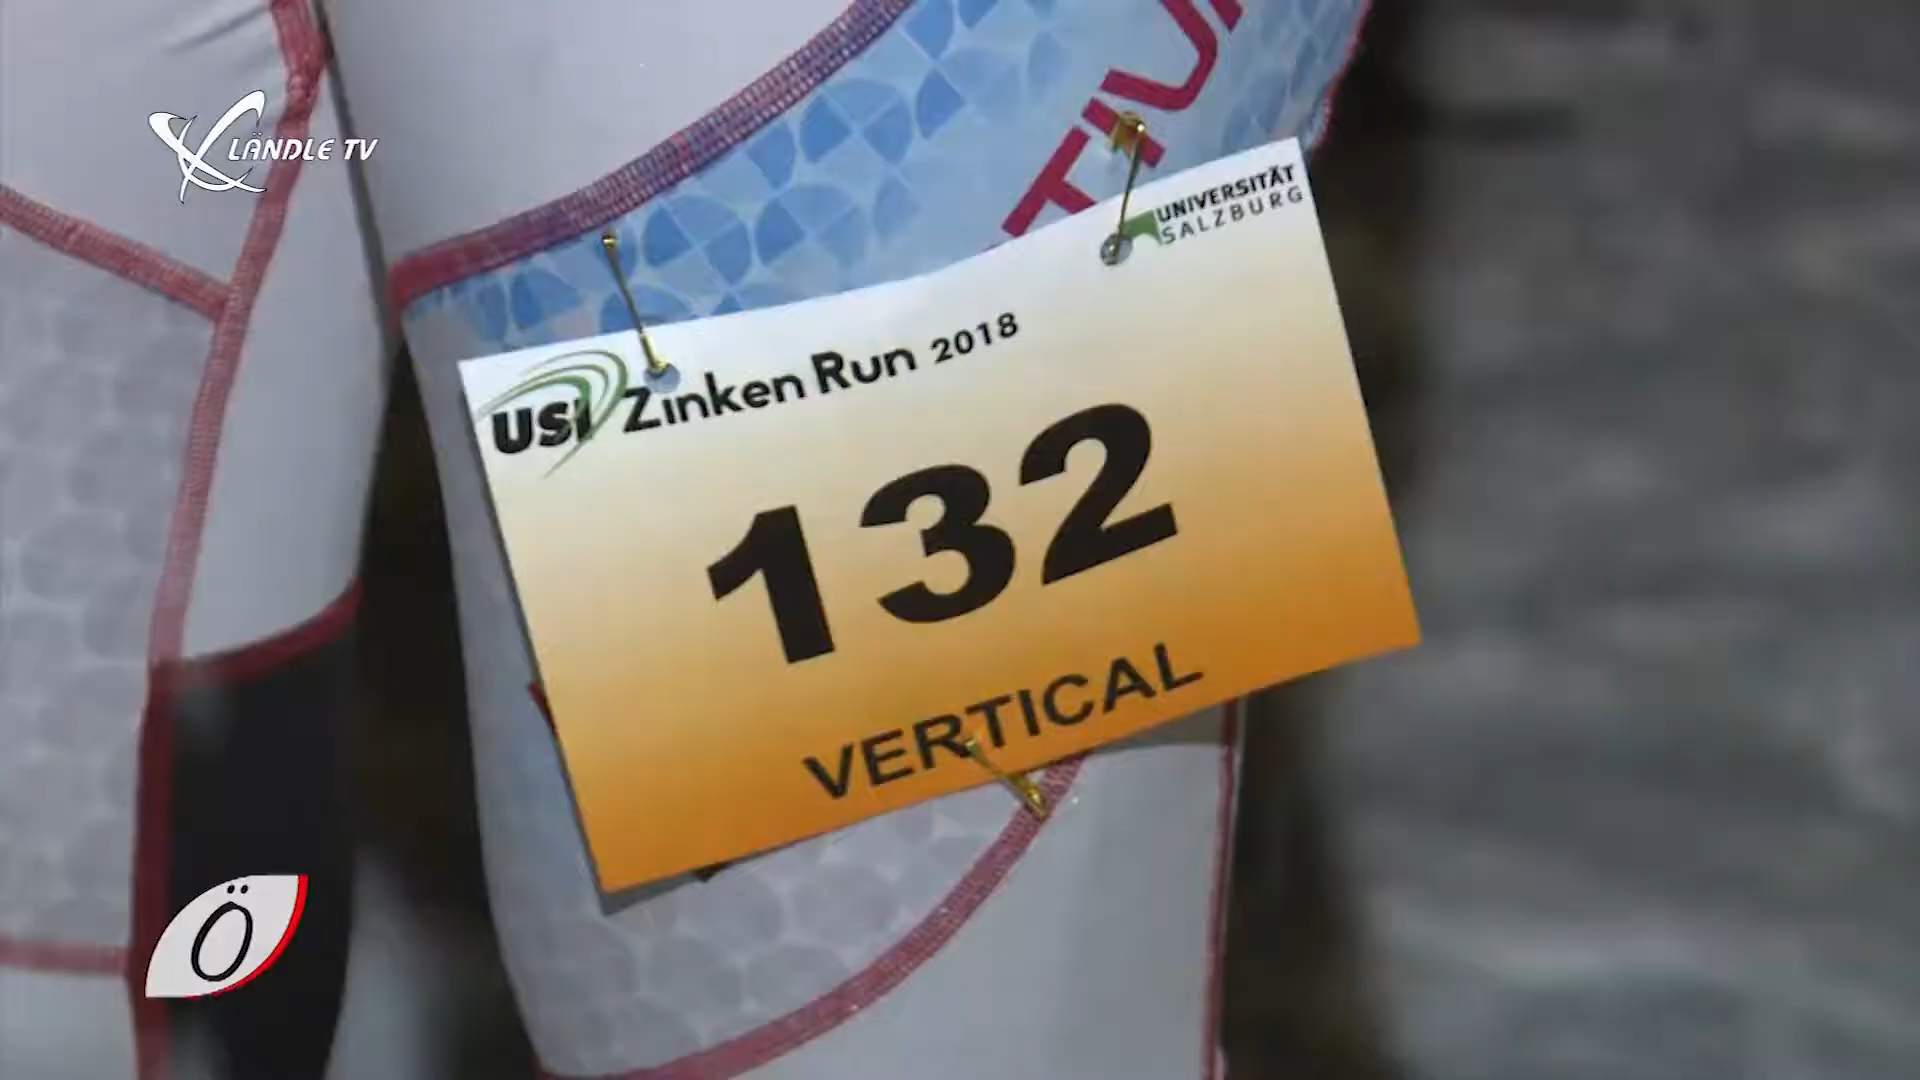 LÄNDLE TV
UNIVERSITÄT
SALZBURG
USI Zinken Run 2018
132
VERTICAL
Ö